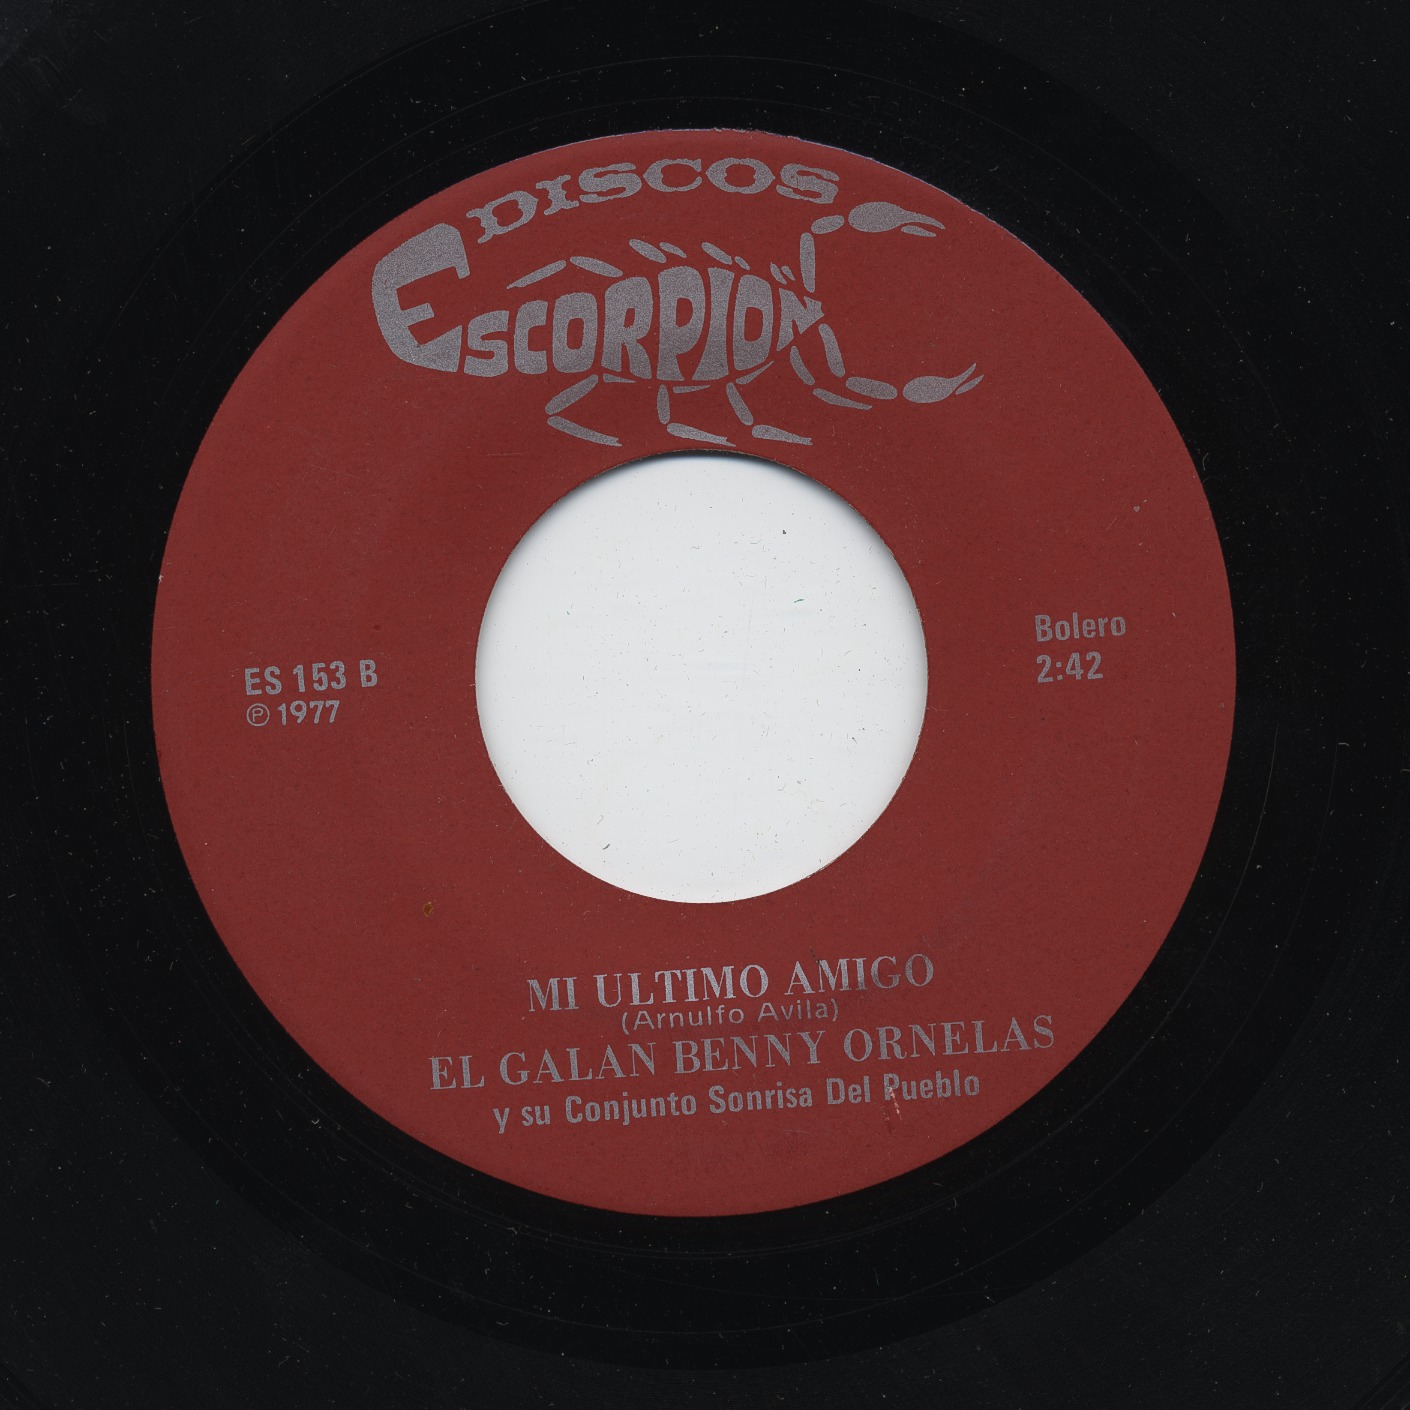 DISCOS
ESCORPION
ES 153 B
℗ 1977
Bolero
2:42
MI ULTIMO AMIGO
(Arnulfo Avila)
EL GALAN BENNY ORNELAS
y su Conjunto Sonrisa Del Pueblo